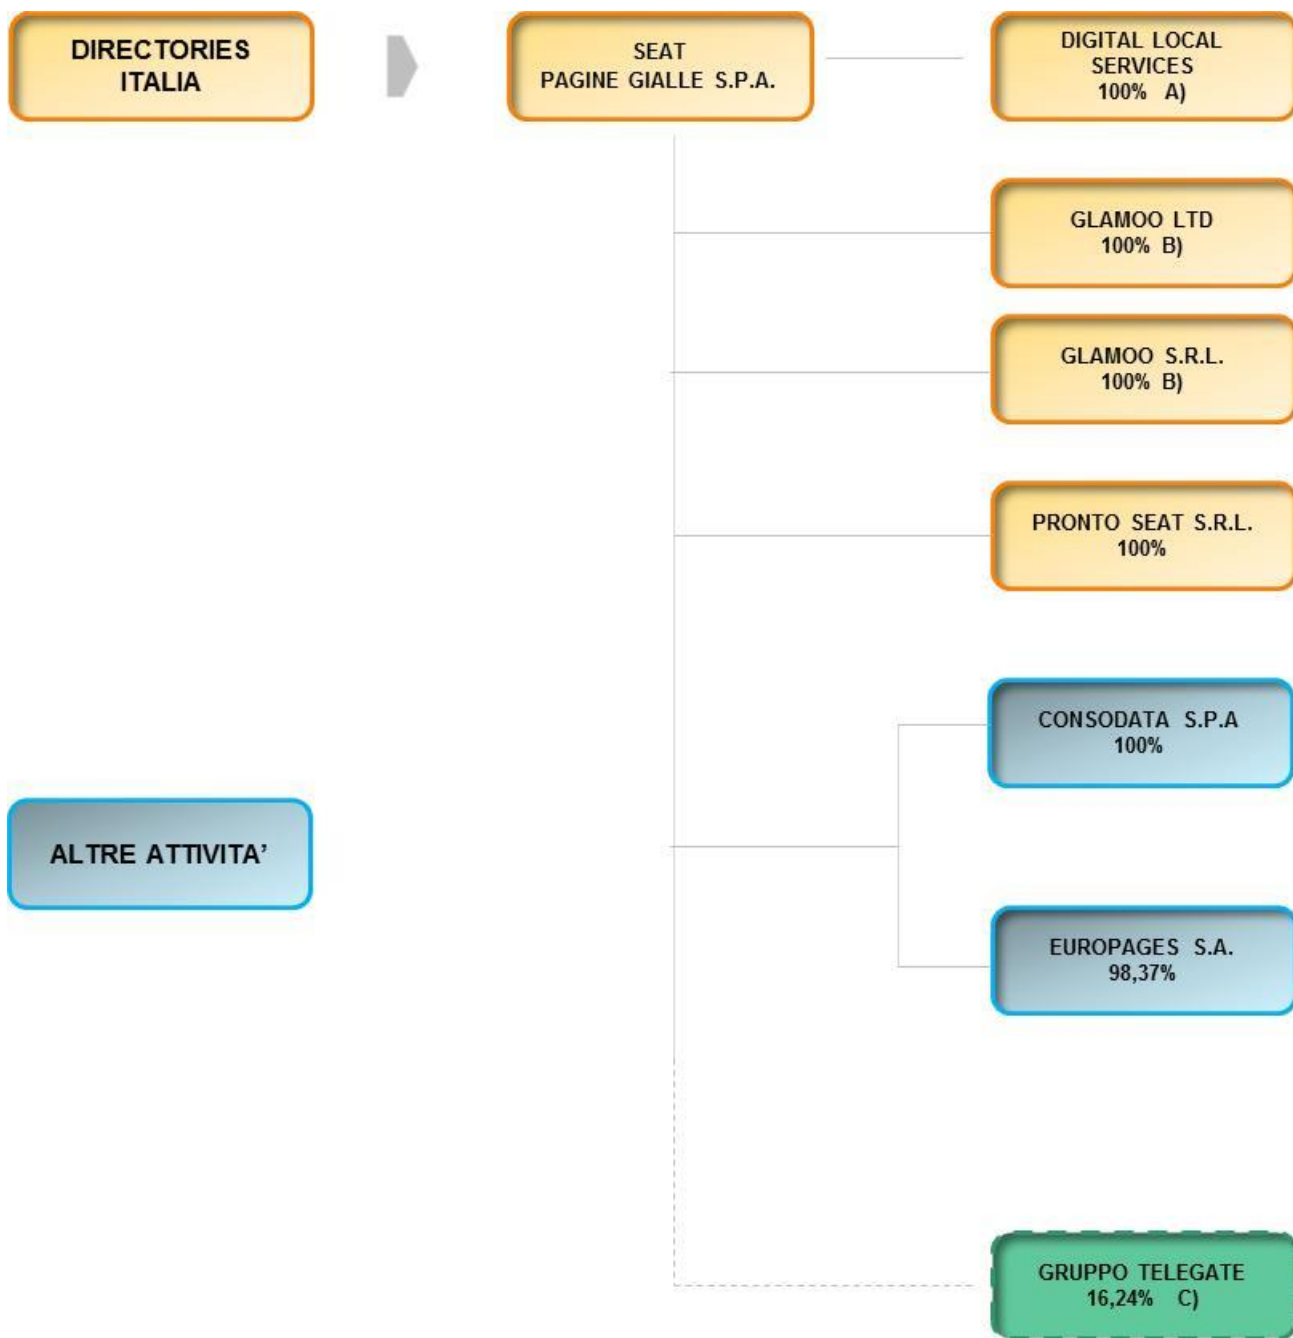 DIRECTORIES
ITALIA
SEAT
PAGINE GIALLE S.P.A.
DIGITAL LOCAL
SERVICES
100% A)
GLAMOO LTD
100% B)
GLAMOO S.R.L.
100% B)
PRONTO SEAT S.R.L.
100%
CONSODATA S.P.A
100%
ALTRE ATTIVITA’
EUROPAGES S.A.
98,37%
GRUPPO TELEGATE
16,24% C)